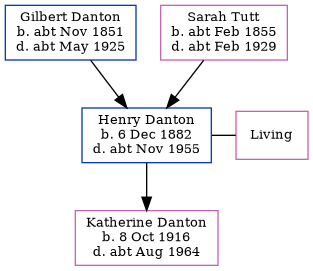 Gilbert Danton
b. abt Nov 1851
d. abt May 1925
Sarah Tutt
b. abt Feb 1855
d. abt Feb 1929
Henry Danton
b. 6 Dec 1882
d. abt Nov 1955
Living
Katherine Danton
b. 8 Oct 1916
d. abt Aug 1964